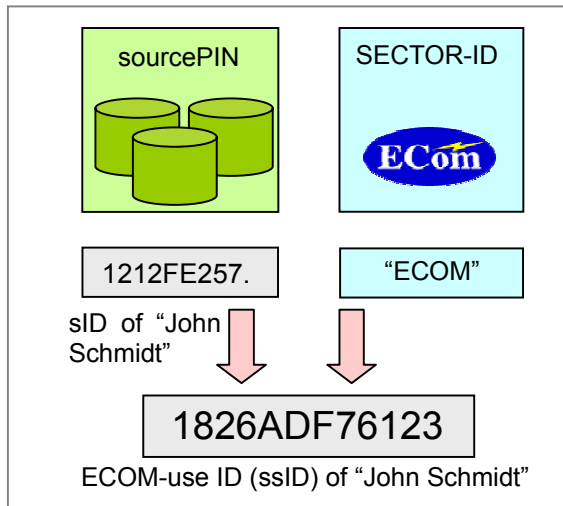 sourcePIN
SECTOR-ID
ECom
1212FE257.
“ECOM”
sID of “John
Schmidt”
1826ADF76123
ECOM-use ID (ssID) of “John Schmidt”